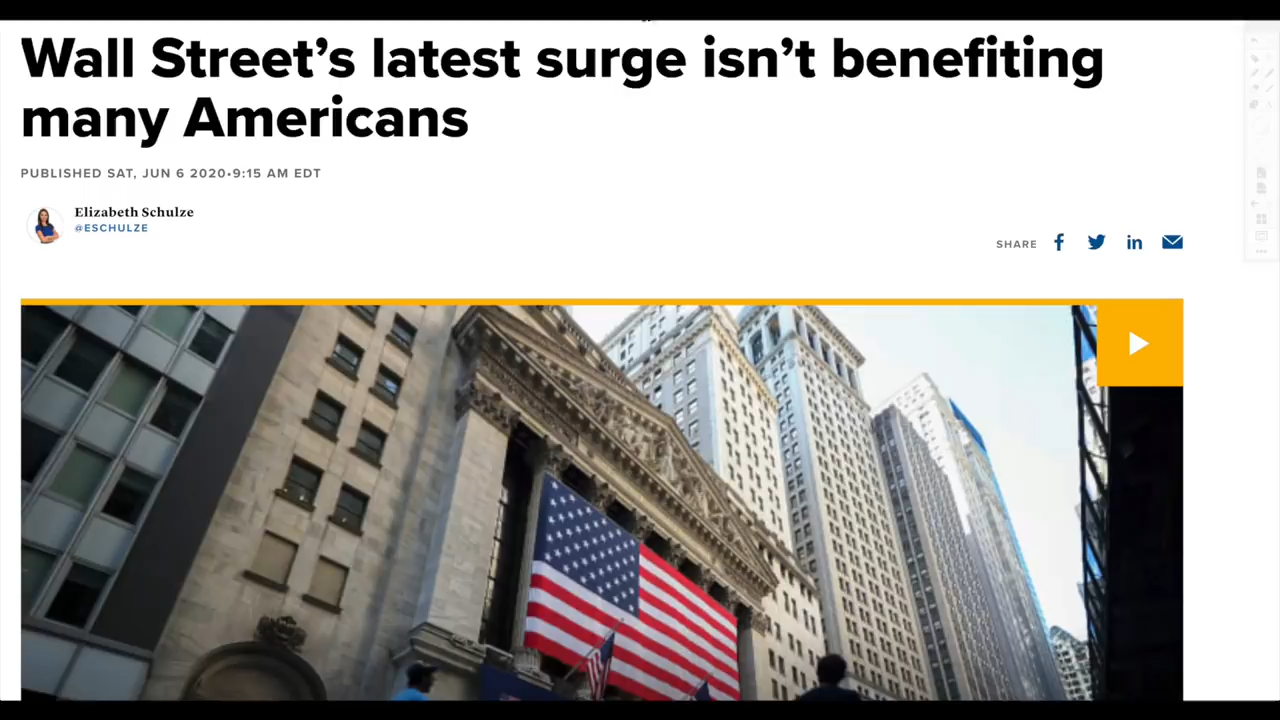 Wall Street’s latest surge isn’t benefiting
many Americans
PUBLISHED SAT, JUN 6 2020•9:15 AM EDT
Elizabeth Schulze
@ESCHULZE
SHARE